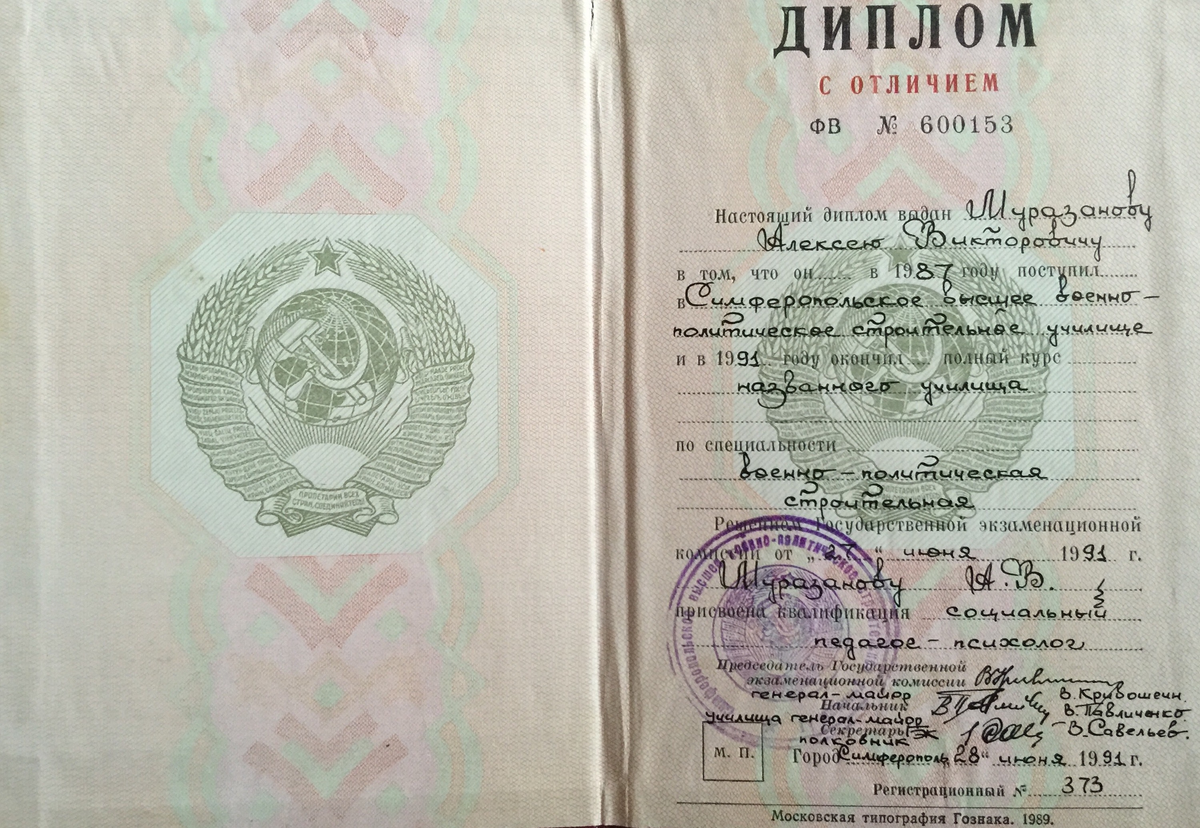 ПРОЛЕТАРИИ ВСЕХ
СТРАН, СОЕДИНЯЙТЕСЬ!
ДИПЛОМ
С ОТЛИЧИЕМ
ФВ № 600153
Настоящий диплом выдан Муразанову
Алексею Викторовичу
в том, что он...... в 1987 году поступил
в Симферопольское высшее военно-
политическое строительное училище
и в 1991 году окончил полный курс
названного училища
по специальности
военно-политическая
строительная
Решением Государственной экзаменационной
комиссии от „27“ июня 1991 г.
Муразанову А.В.
присвоена квалификация социальный
педагог-психолог
Председатель Государственной
экзаменационной комиссии
генерал-майор В. Кривошеин
Начальник В. Павличенко
училища генерал-майор
Секретарь В. Савельев
полковник
М. П.
Город Симферополь „28“ июня 1991 г.
Регистрационный № 373
Московская типография Гознака. 1989.